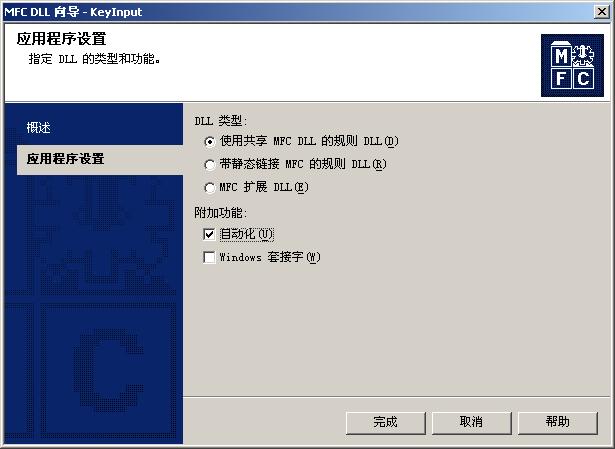 MFC DLL 向导 - KeyInput
应用程序设置
指定 DLL 的类型和功能。
M
F C
概述
应用程序设置
C
DLL 类型:
使用共享 MFC DLL 的规则 DLL(D)
带静态链接 MFC 的规则 DLL(R)
MFC 扩展 DLL(E)
附加功能:
自动化(U)
Windows 套接字(W)
完成
取消
帮助